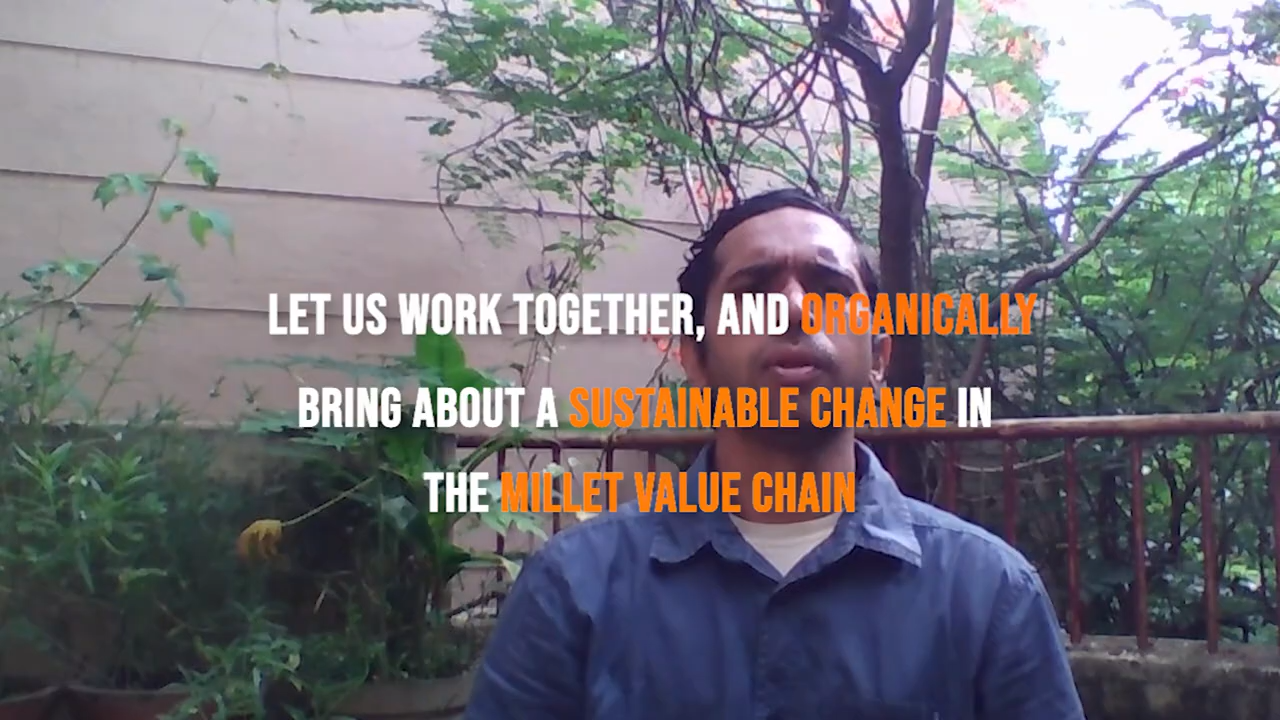 LET US WORK TOGETHER, AND ORGANICALLY
BRING ABOUT A SUSTAINABLE CHANGE IN
THE MILLET VALUE CHAIN